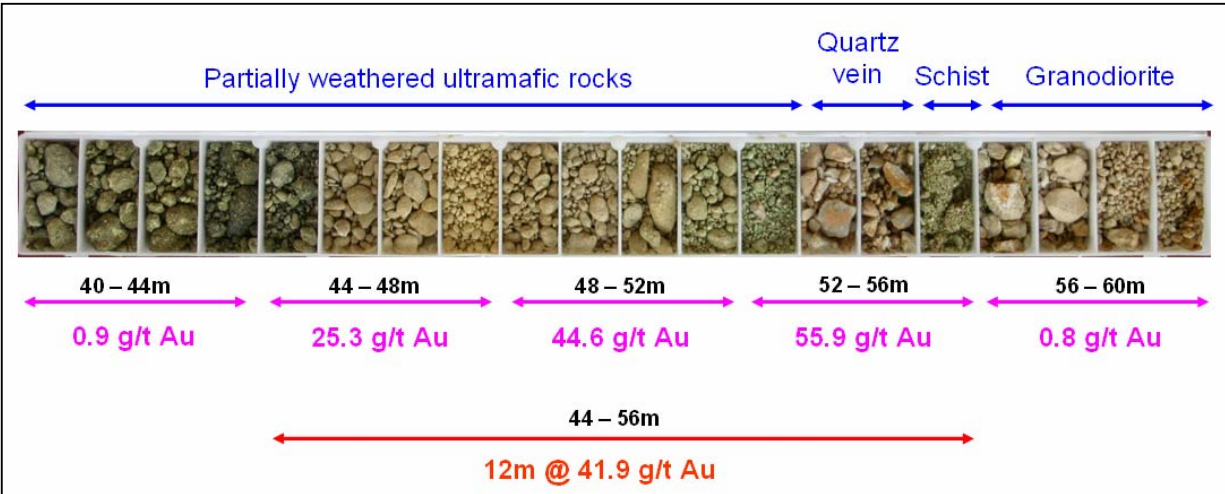 Partially weathered ultramafic rocks
Quartz
vein
Schist
Granodiorite
40 – 44m
44 – 48m
48 – 52m
52 – 56m
56 – 60m
0.9 g/t Au
25.3 g/t Au
44.6 g/t Au
55.9 g/t Au
0.8 g/t Au
44 – 56m
12m @ 41.9 g/t Au